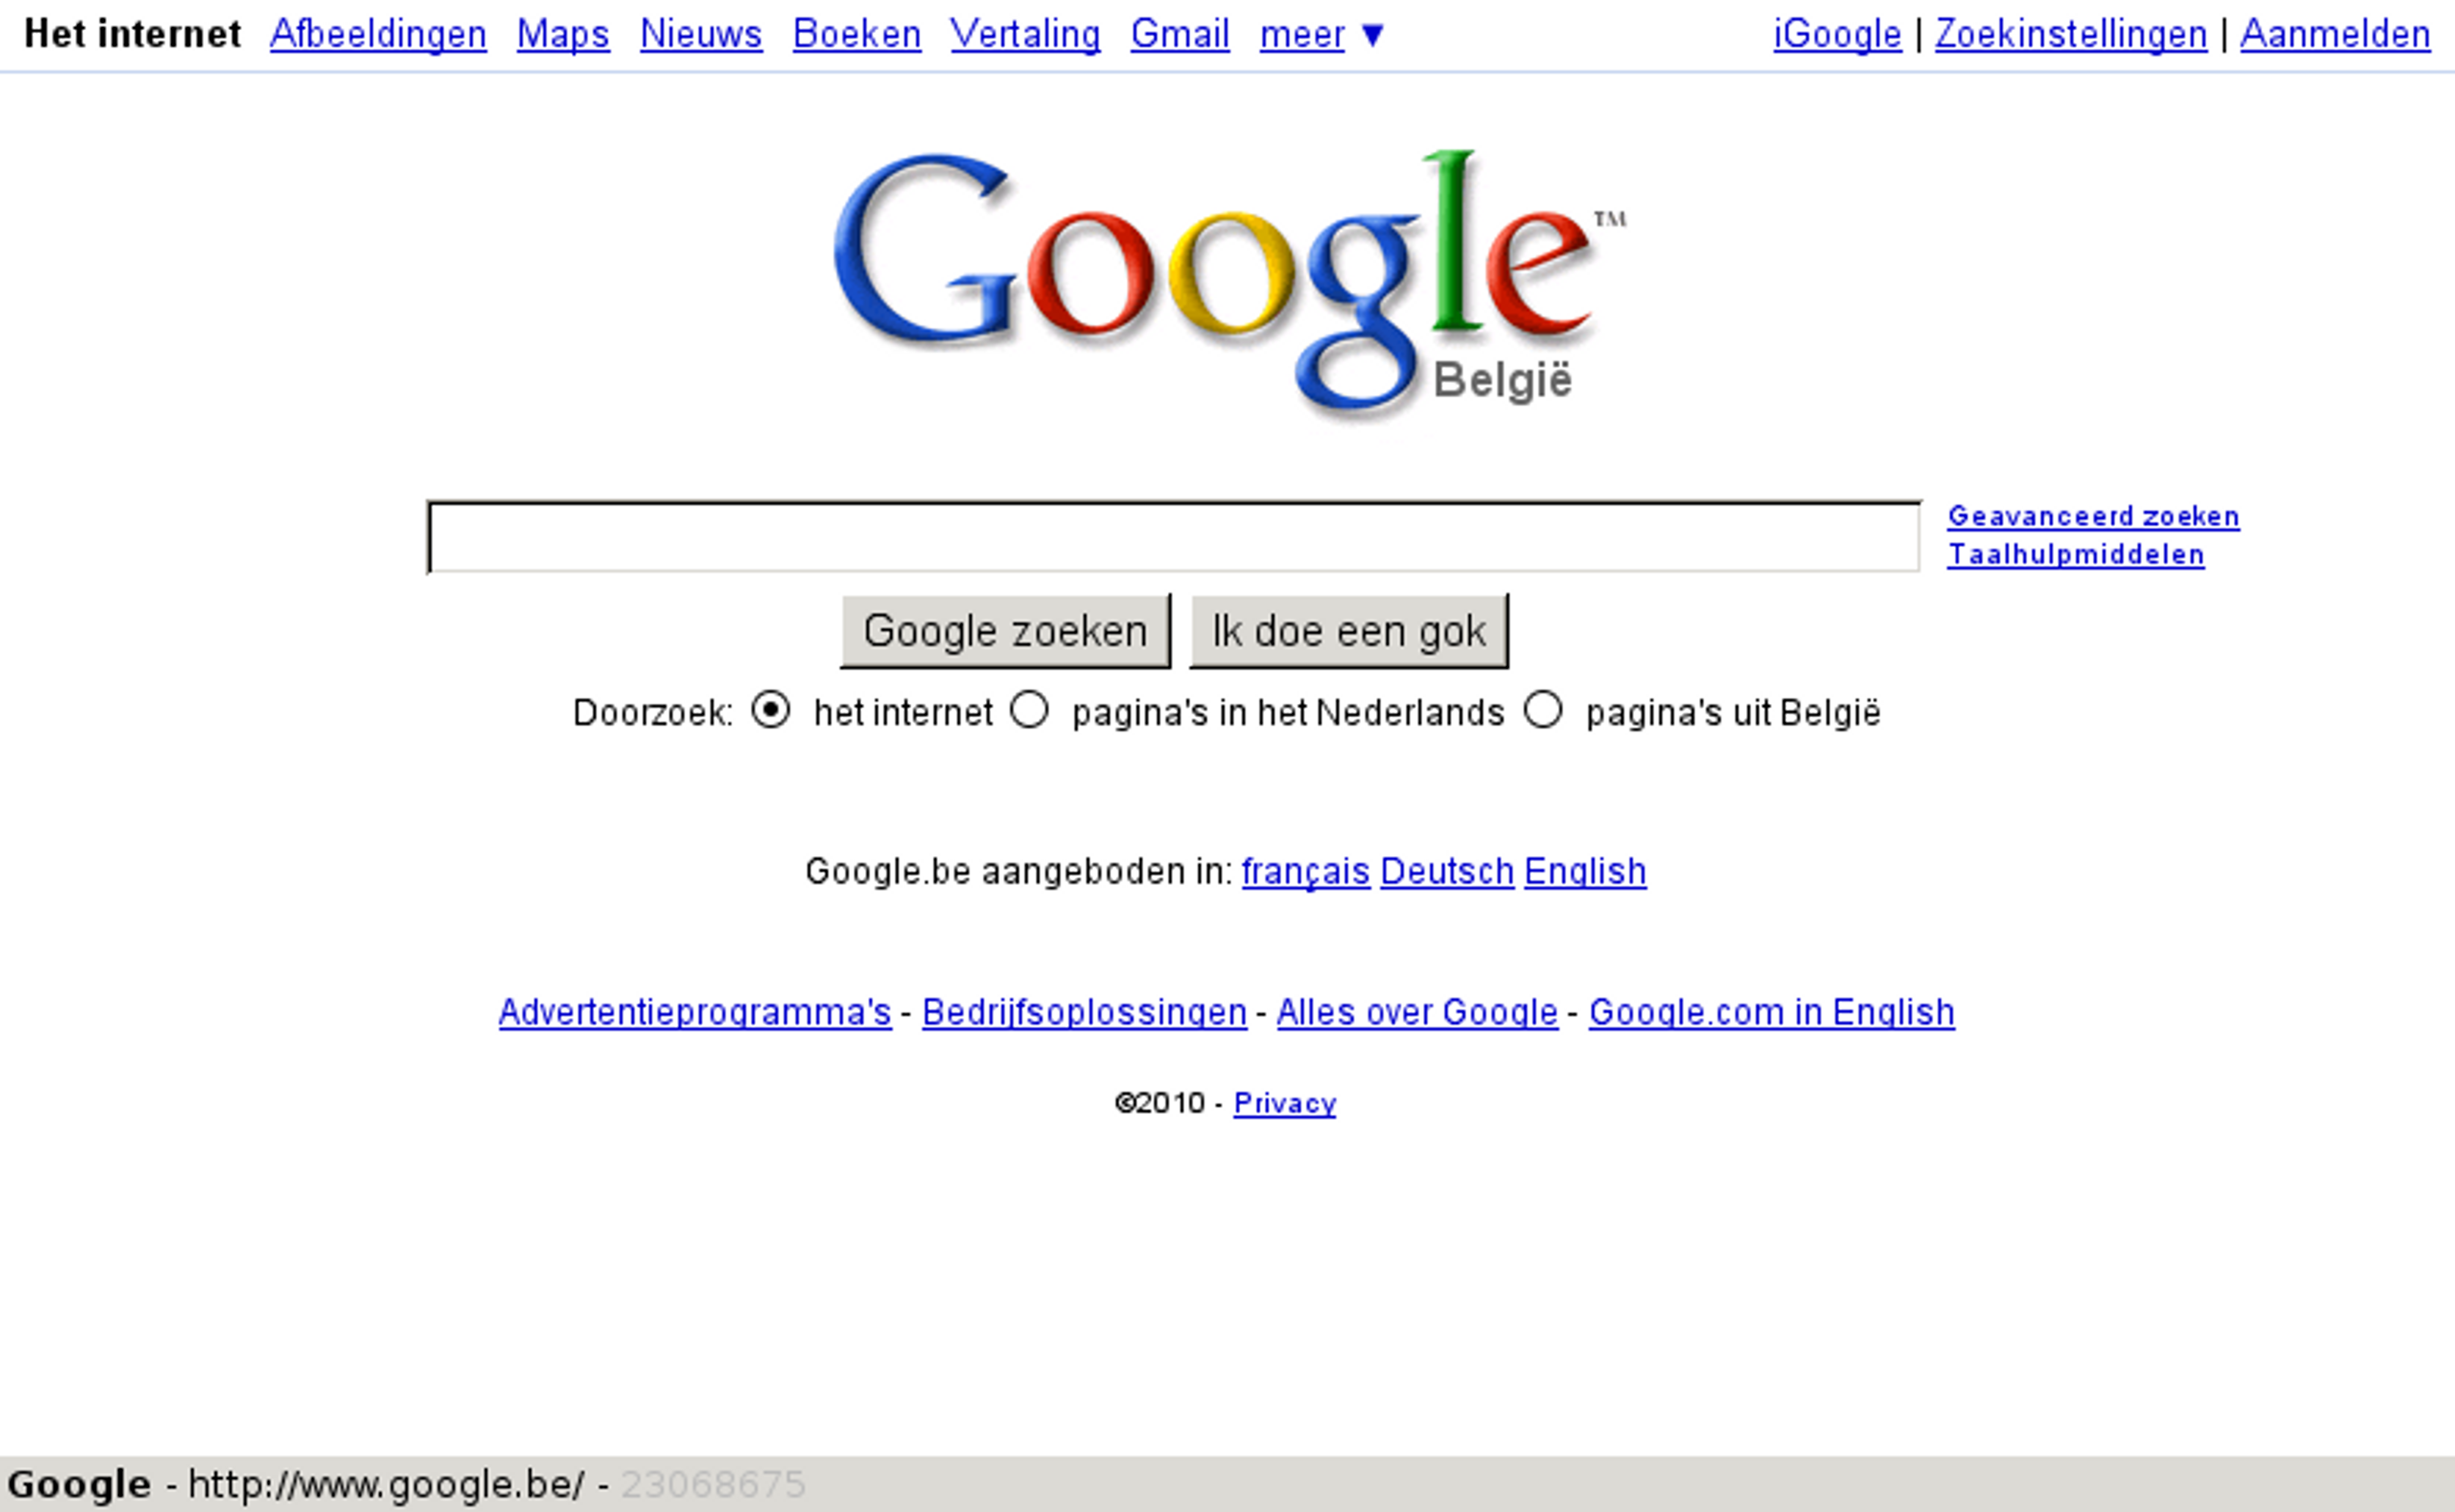 Het internet Afbeeldingen Maps Nieuws Boeken Vertaling Gmail meer ▼ iGoogle | Zoekinstellingen | Aanmelden
Google™
België
Geavanceerd zoeken
Taalhulpmiddelen
Google zoeken Ik doe een gok
Doorzoek: het internet pagina's in het Nederlands pagina's uit België
Google.be aangeboden in: français Deutsch English
Advertentieprogramma's - Bedrijfsoplossingen - Alles over Google - Google.com in English
©2010 - Privacy
Google - http://www.google.be/ - 23068675